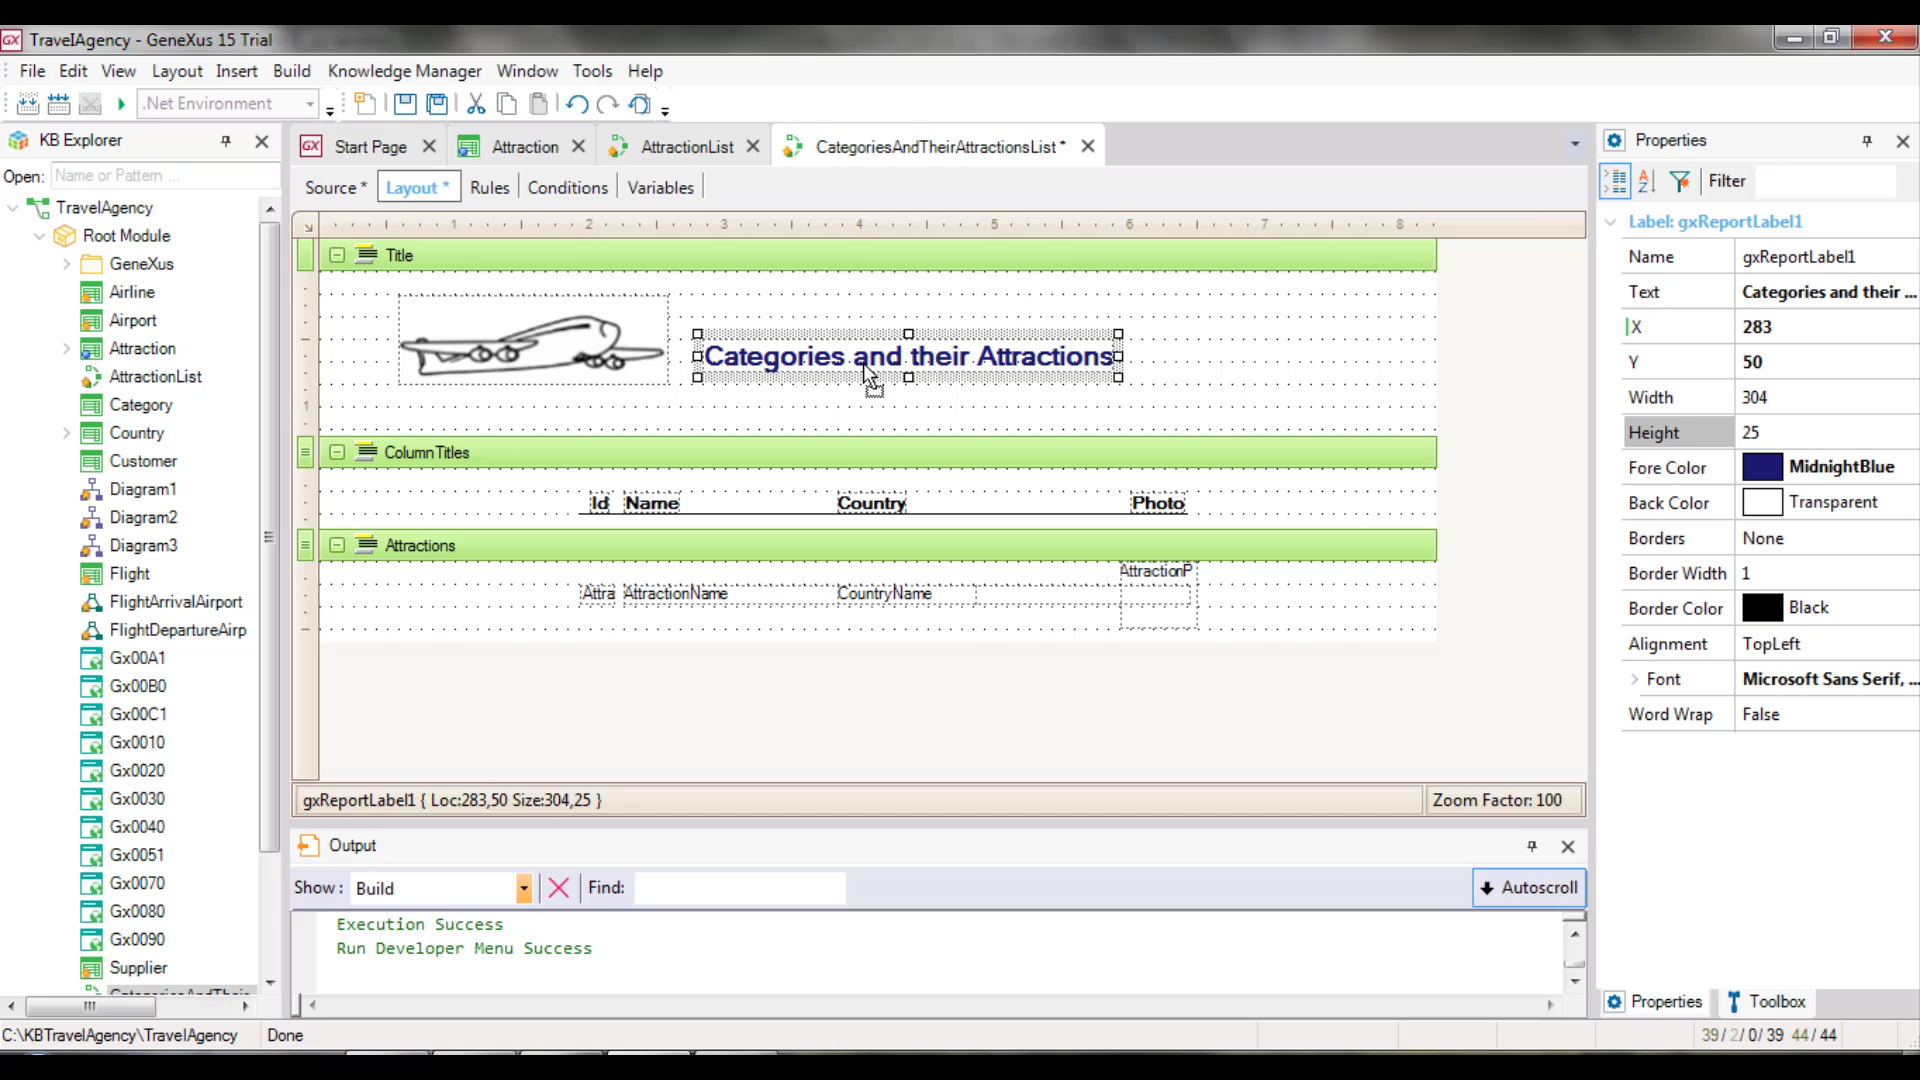 GX TravelAgency - GeneXus 15 Trial
File Edit View Layout Insert Build Knowledge Manager Window Tools Help
.Net Environment
KB Explorer
Open: Name or Pattern ...
TravelAgency
Root Module
GeneXus
Airline
Airport
Attraction
AttractionList
Category
Country
Customer
Diagram1
Diagram2
Diagram3
Flight
FlightArrivalAirport
FlightDepartureAirp
Gx00A1
Gx00B0
Gx00C1
Gx0010
Gx0020
Gx0030
Gx0040
Gx0051
Gx0070
Gx0080
Gx0090
Supplier
CategoriesAndTheir
GX Start Page Attraction AttractionList CategoriesAndTheirAttractionsList *
Source * Layout * Rules Conditions Variables
1 2 3 4 5 6 7 8
Title
Categories and their Attractions
1
ColumnTitles
Id Name Country Photo
Attractions
AttractionP
Attra AttractionName CountryName
gxReportLabel1 { Loc:283,50 Size:304,25 }
Zoom Factor: 100
Output
Show : Build Find: Autoscroll
Execution Success
Run Developer Menu Success
Properties
Filter
Label: gxReportLabel1
Name gxReportLabel1
Text Categories and their ...
X 283
Y 50
Width 304
Height 25
Fore Color MidnightBlue
Back Color Transparent
Borders None
Border Width 1
Border Color Black
Alignment TopLeft
Font Microsoft Sans Serif, ...
Word Wrap False
Properties Toolbox
C:\KBTravelAgency\TravelAgency Done
39/ 2/ 0/ 39 44 / 44